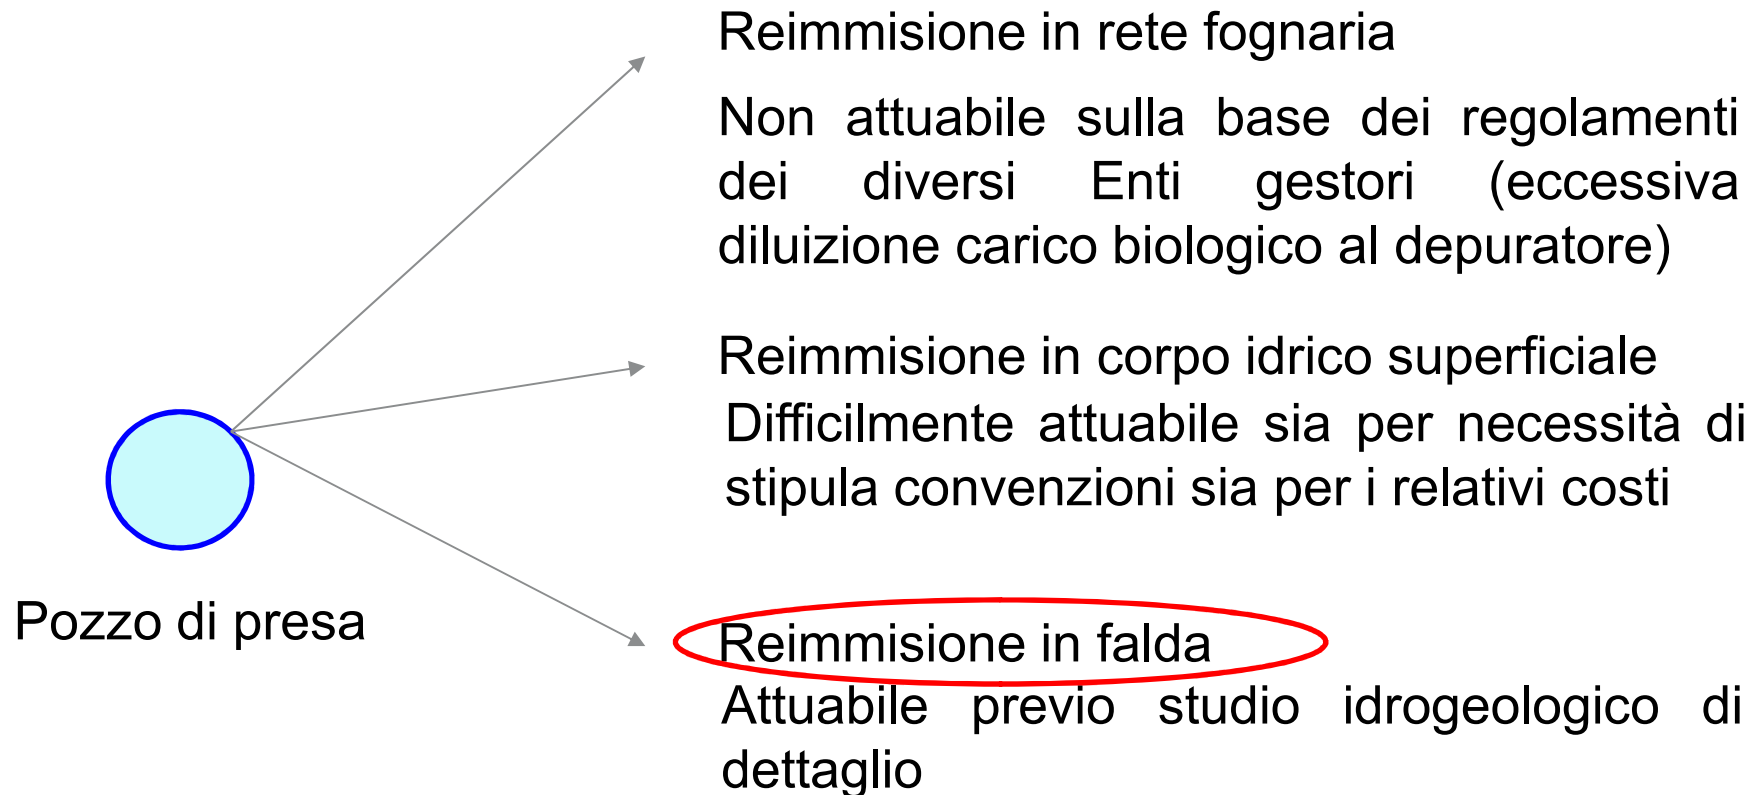 Reimmisione in rete fognaria
Non attuabile sulla base dei regolamenti
dei diversi Enti gestori (eccessiva
diluizione carico biologico al depuratore)
Reimmisione in corpo idrico superficiale
Difficilmente attuabile sia per necessità di
stipula convenzioni sia per i relativi costi
Pozzo di presa
Reimmisione in falda
Attuabile previo studio idrogeologico di
dettaglio